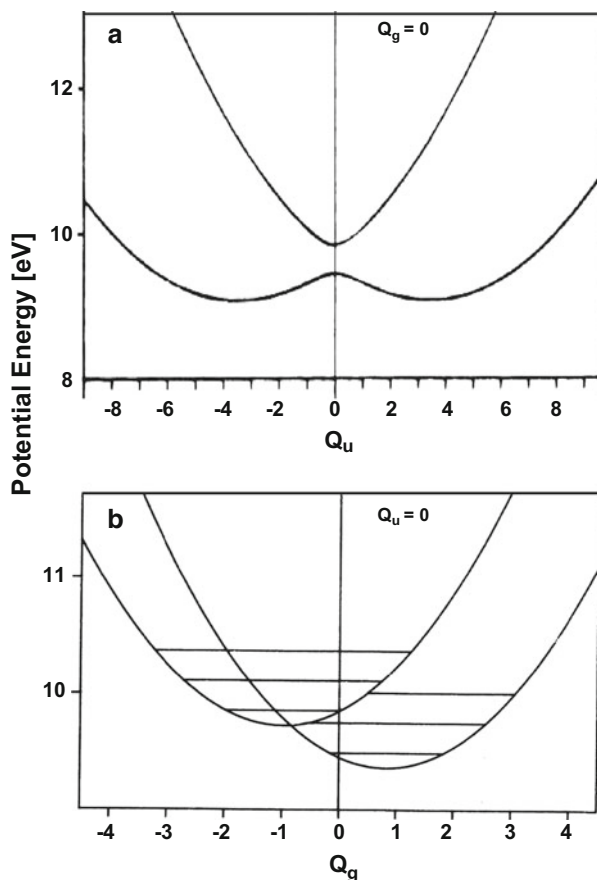 a
Q_g = 0
12
10
8
-8 -6 -4 -2 0 2 4 6 8
Q_u
Potential Energy [eV]
b
Q_u = 0
11
10
-4 -3 -2 -1 0 1 2 3 4
Q_g